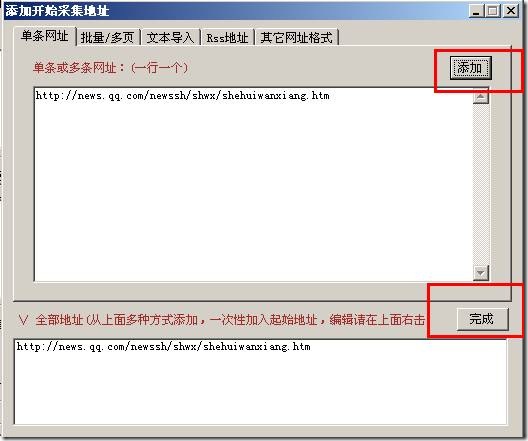 添加开始采集地址
单条网址 批量/多页 文本导入 Rss地址 其它网址格式
单条或多条网址：(一行一个)
添加
http://news.qq.com/newssh/shwx/shehuiwanxiang.htm
∨ 全部地址(从上面多种方式添加，一次性加入起始地址，编辑请在上面右击
完成
http://news.qq.com/newssh/shwx/shehuiwanxiang.htm